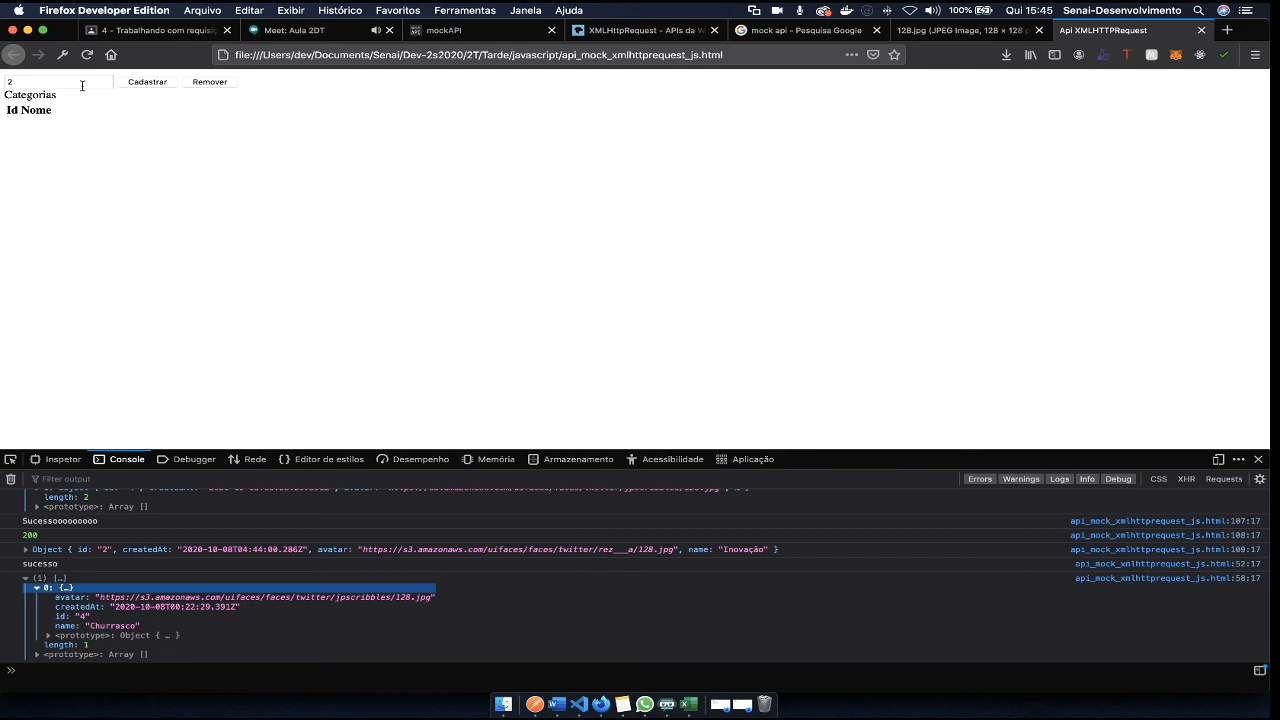 Firefox Developer Edition Arquivo Editar Exibir Histórico Favoritos Ferramentas Janela Ajuda 100% Qui 15:45 Senai-Desenvolvimento
4 - Trabalhando com requisiç Meet: Aula 2DT mockAPI XMLHttpRequest - APIs da W mock api - Pesquisa Google 128.jpg (JPEG Image, 128 × 128 p Api XMLHTTPRequest
file:///Users/dev/Documents/Senai/Dev-2s2020/2T/Tarde/javascript/api_mock_xmlhttprequest_js.html
2 Cadastrar Remover
Categorias
Id Nome
Inspetor Console Debugger Rede Editor de estilos Desempenho Memória Armazenamento Acessibilidade Aplicação
Filter output Errors Warnings Logs Info Debug CSS XHR Requests
length: 2
<prototype>: Array []
Sucessooooooooo api_mock_xmlhttprequest_js.html:107:17
200 api_mock_xmlhttprequest_js.html:108:17
Object { id: "2", createdAt: "2020-10-08T04:44:00.286Z", avatar: "https://s3.amazonaws.com/uifaces/faces/twitter/rez___a/128.jpg", name: "Inovação" } api_mock_xmlhttprequest_js.html:109:17
sucesso api_mock_xmlhttprequest_js.html:52:17
(1) […] api_mock_xmlhttprequest_js.html:58:17
0: {…}
avatar: "https://s3.amazonaws.com/uifaces/faces/twitter/jpscribbles/128.jpg"
createdAt: "2020-10-08T00:22:29.391Z"
id: "4"
name: "Churrasco"
<prototype>: Object { … }
length: 1
<prototype>: Array []